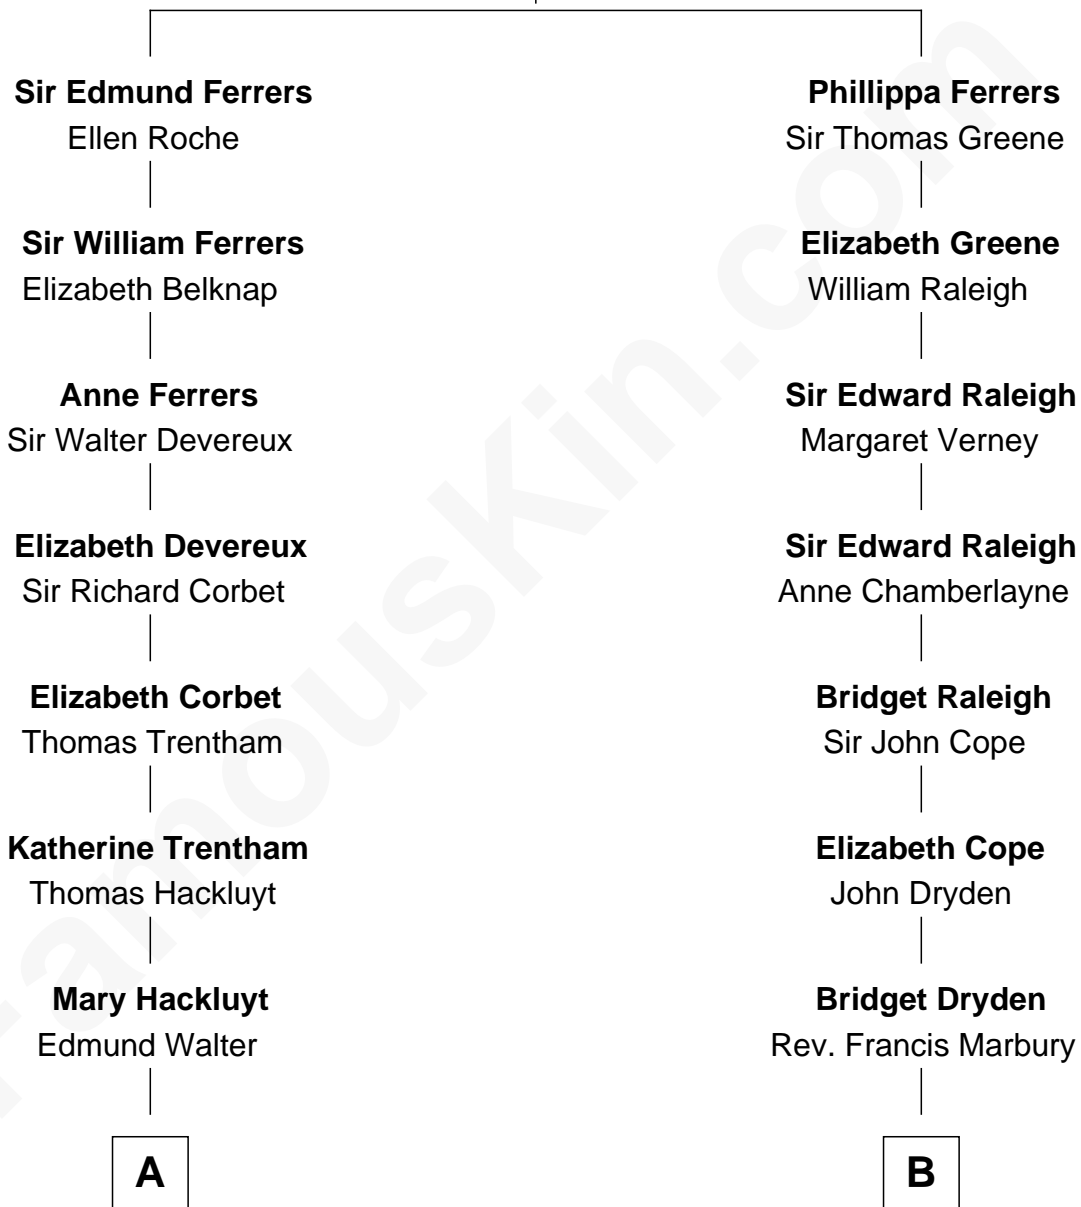 Sir Edmund Ferrers
Ellen Roche
Phillippa Ferrers
Sir Thomas Greene
Sir William Ferrers
Elizabeth Belknap
Elizabeth Greene
William Raleigh
Anne Ferrers
Sir Walter Devereux
Sir Edward Raleigh
Margaret Verney
Elizabeth Devereux
Sir Richard Corbet
Sir Edward Raleigh
Anne Chamberlayne
Elizabeth Corbet
Thomas Trentham
Bridget Raleigh
Sir John Cope
Katherine Trentham
Thomas Hackluyt
Elizabeth Cope
John Dryden
Mary Hackluyt
Edmund Walter
Bridget Dryden
Rev. Francis Marbury
A
B
FamousKin.com